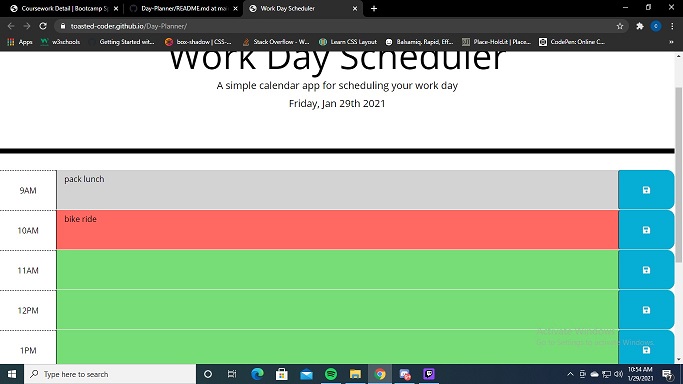 Coursework Detail | Bootcamp Sp
Day-Planner/README.md at ma
Work Day Scheduler
toasted-coder.github.io/Day-Planner/
Apps
w3schools
Getting Started wit...
box-shadow | CSS-...
Stack Overflow - W...
Learn CSS Layout
Balsamiq. Rapid, Eff...
Place-Hold.it | Place...
CodePen: Online C...
Work Day Scheduler
A simple calendar app for scheduling your work day
Friday, Jan 29th 2021
9AM
pack lunch
10AM
bike ride
11AM
12PM
1PM
Type here to search
10:54 AM
1/29/2021